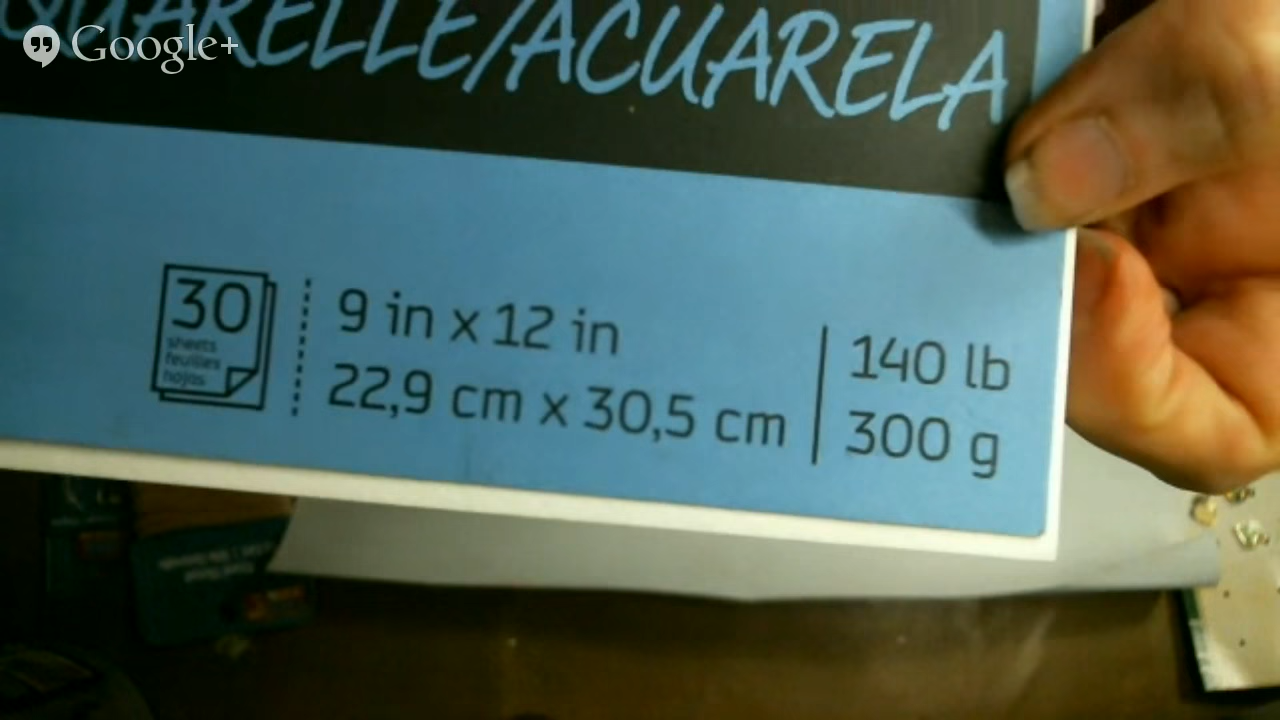 Google+
QUARELLE/ACUARELA
30
sheets
feuilles
hojas
9 in x 12 in
22,9 cm x 30,5 cm
140 lb
300 g